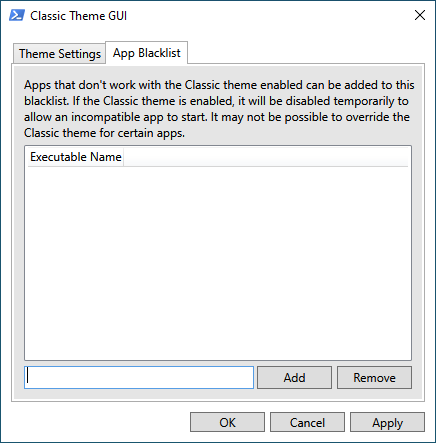 Classic Theme GUI
Theme Settings
App Blacklist
Apps that don't work with the Classic theme enabled can be added to this
blacklist. If the Classic theme is enabled, it will be disabled temporarily to
allow an incompatible app to start. It may not be possible to override the
Classic theme for certain apps.
Executable Name
Add
Remove
OK
Cancel
Apply